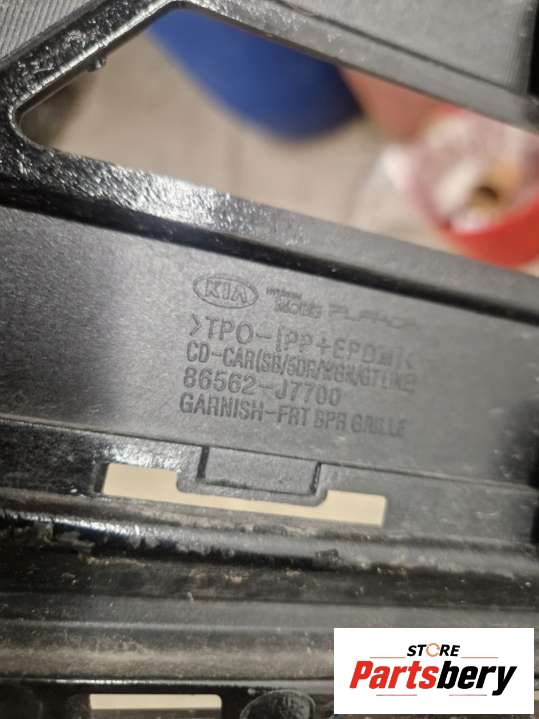 KIA
>TPO-[PP+EPDM]<
CD-CAR(SB/5DR/WGN/GTLINE)
86562-J7700
GARNISH-FRT BPR GRILLE
STORE
Partsbery